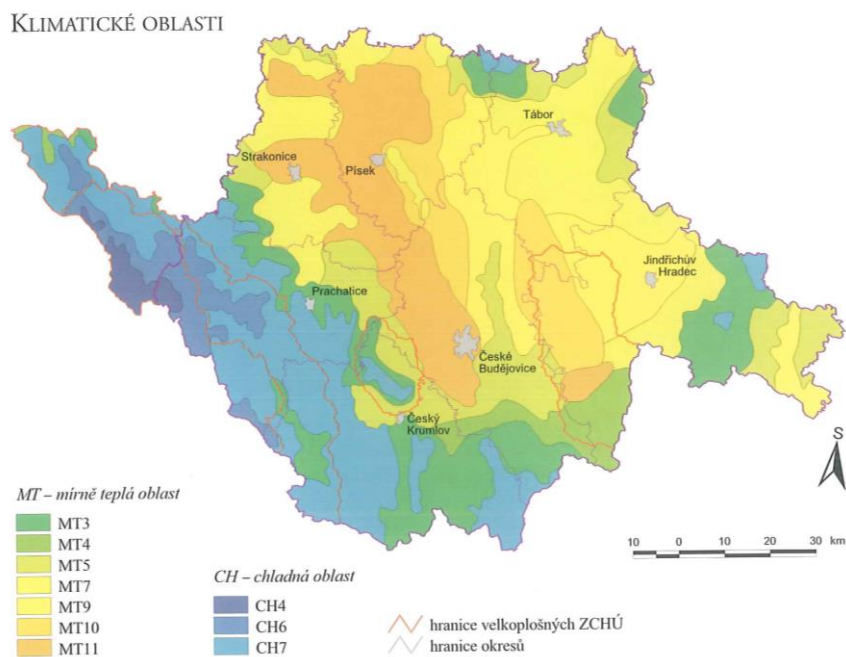 KLIMATICKÉ OBLASTI
Tábor
Strakonice
Písek
Jindřichův
Hradec
Prachatice
České
Budějovice
Český
Krumlov
S
MT – mírně teplá oblast
MT3
MT4
MT5
MT7
MT9
MT10
MT11
CH – chladná oblast
CH4
CH6
CH7
hranice velkoplošných ZCHÚ
hranice okresů
10 0 10 20 30 km